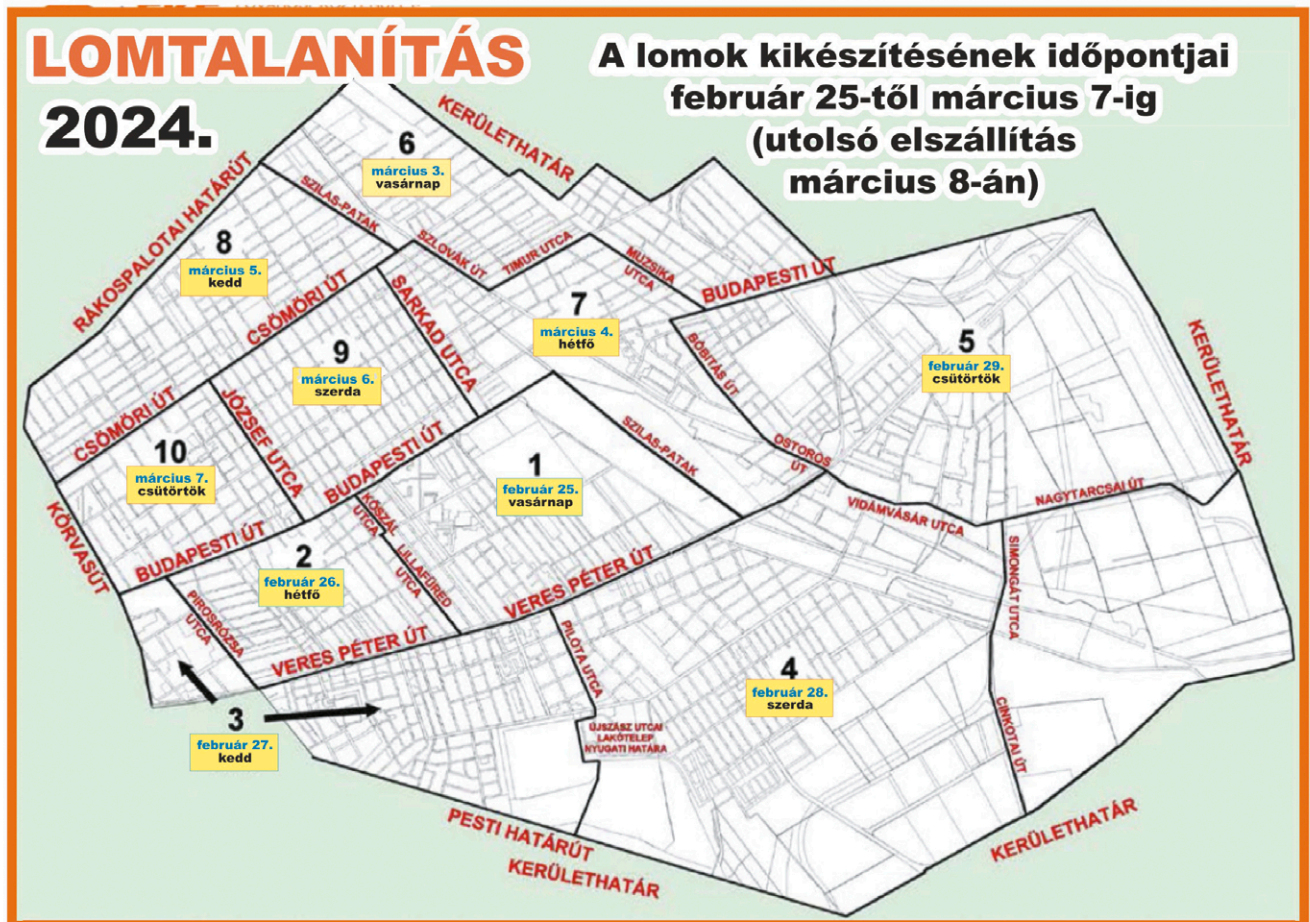 LOMTALANÍTÁS
2024.
A lomok kikészítésének időpontjai
február 25-től március 7-ig
(utolsó elszállítás
március 8-án)
KERÜLETHATÁR
6
március 3.
vasárnap
RÁKOSPALOTAI HATÁRÚT
SZILAS-PATAK
SZLOVÁK ÚT
TIMUR UTCA
MUZSIKA
UTCA
BUDAPESTI ÚT
8
március 5.
kedd
CSÖMÖRI ÚT
SARKAD UTCA
7
március 4.
hétfő
BÓBITÁS ÚT
5
február 29.
csütörtök
KERÜLETHATÁR
9
március 6.
szerda
CSÖMÖRI ÚT
JÓZSEF UTCA
BUDAPESTI ÚT
SZILAS-PATAK
OSTOROS
ÚT
10
március 7.
csütörtök
1
február 25.
vasárnap
KÖRVASÚT
BUDAPESTI ÚT
KŐSZÁL
UTCA
LILLAFÜRED
UTCA
VIDÁMVÁSÁR UTCA
NAGYTARCSAI ÚT
2
február 26.
hétfő
VERES PÉTER ÚT
SIMONGÁT UTCA
PIROSRÓZSA
UTCA
VERES PÉTER ÚT
PILÓTA UTCA
4
február 28.
szerda
3
február 27.
kedd
ÚJSZÁSZ UTCAI
LAKÓTELEP
NYUGATI HATÁRA
CINKOTAI ÚT
PESTI HATÁRÚT
KERÜLETHATÁR
KERÜLETHATÁR